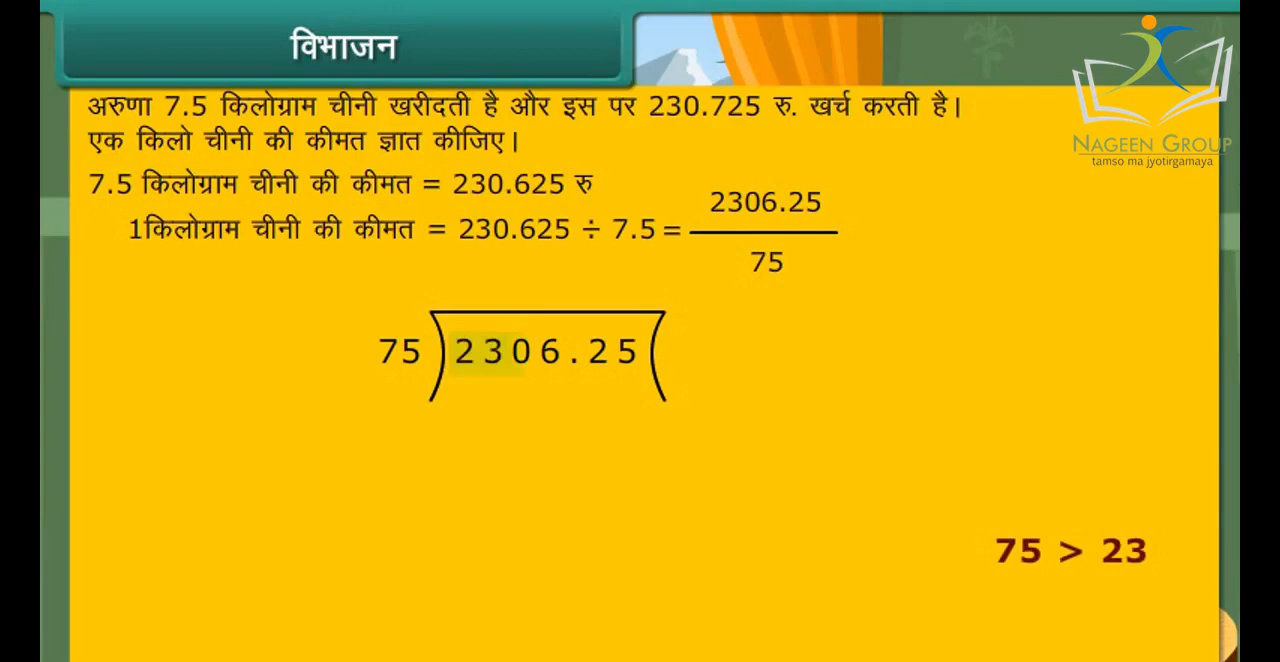 विभाजन
NAGEEN GROUP
tamso ma jyotirgamaya
अरुणा 7.5 किलोग्राम चीनी खरीदती है और इस पर 230.725 रु. खर्च करती है।
एक किलो चीनी की कीमत ज्ञात कीजिए।
7.5 किलोग्राम चीनी की कीमत = 230.625 रु
1किलोग्राम चीनी की कीमत = 230.625 ÷ 7.5 = 2306.25
75
75 ) 2306.25 (
75 > 23